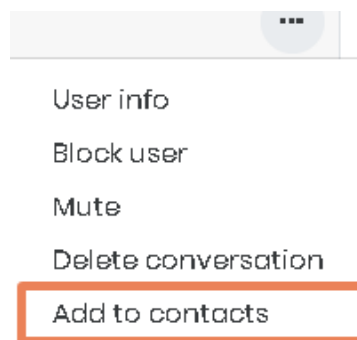 User info
Block user
Mute
Delete conversation
Add to contacts